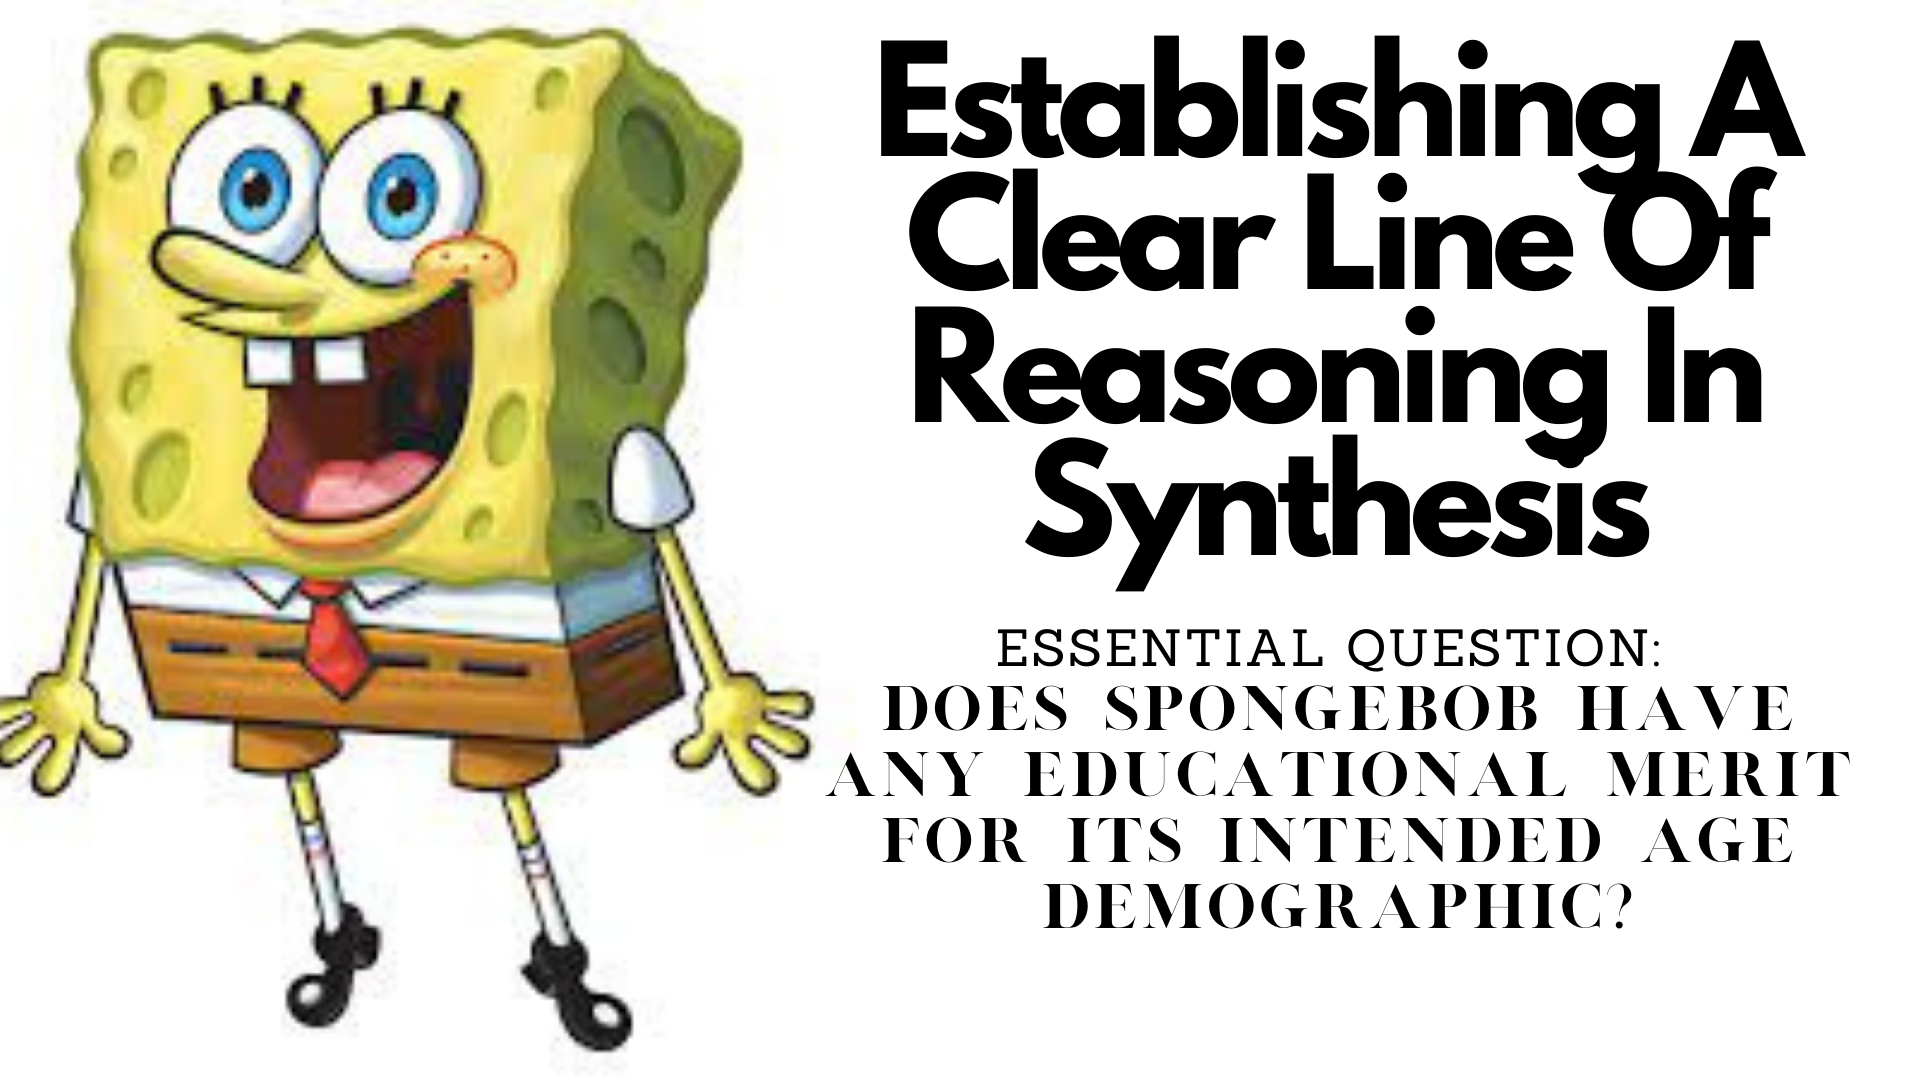 Establishing A
Clear Line Of
Reasoning In
Synthesis
ESSENTIAL QUESTION:
DOES SPONGEBOB HAVE
ANY EDUCATIONAL MERIT
FOR ITS INTENDED AGE
DEMOGRAPHIC?